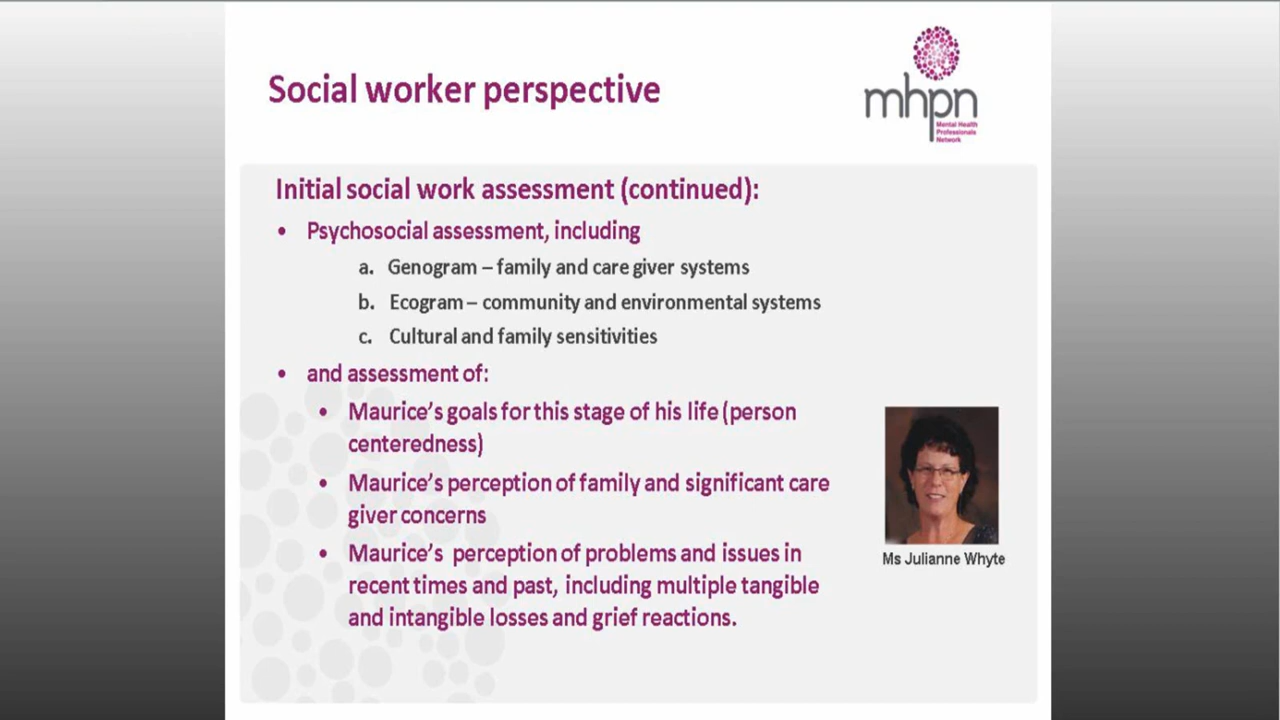 Social worker perspective
mhpn
Mental Health
Professionals
Network
Initial social work assessment (continued):
• Psychosocial assessment, including
a. Genogram – family and care giver systems
b. Ecogram – community and environmental systems
c. Cultural and family sensitivities
• and assessment of:
• Maurice's goals for this stage of his life (person
centeredness)
• Maurice's perception of family and significant care
giver concerns
• Maurice's perception of problems and issues in
recent times and past, including multiple tangible
and intangible losses and grief reactions.
Ms Julianne Whyte